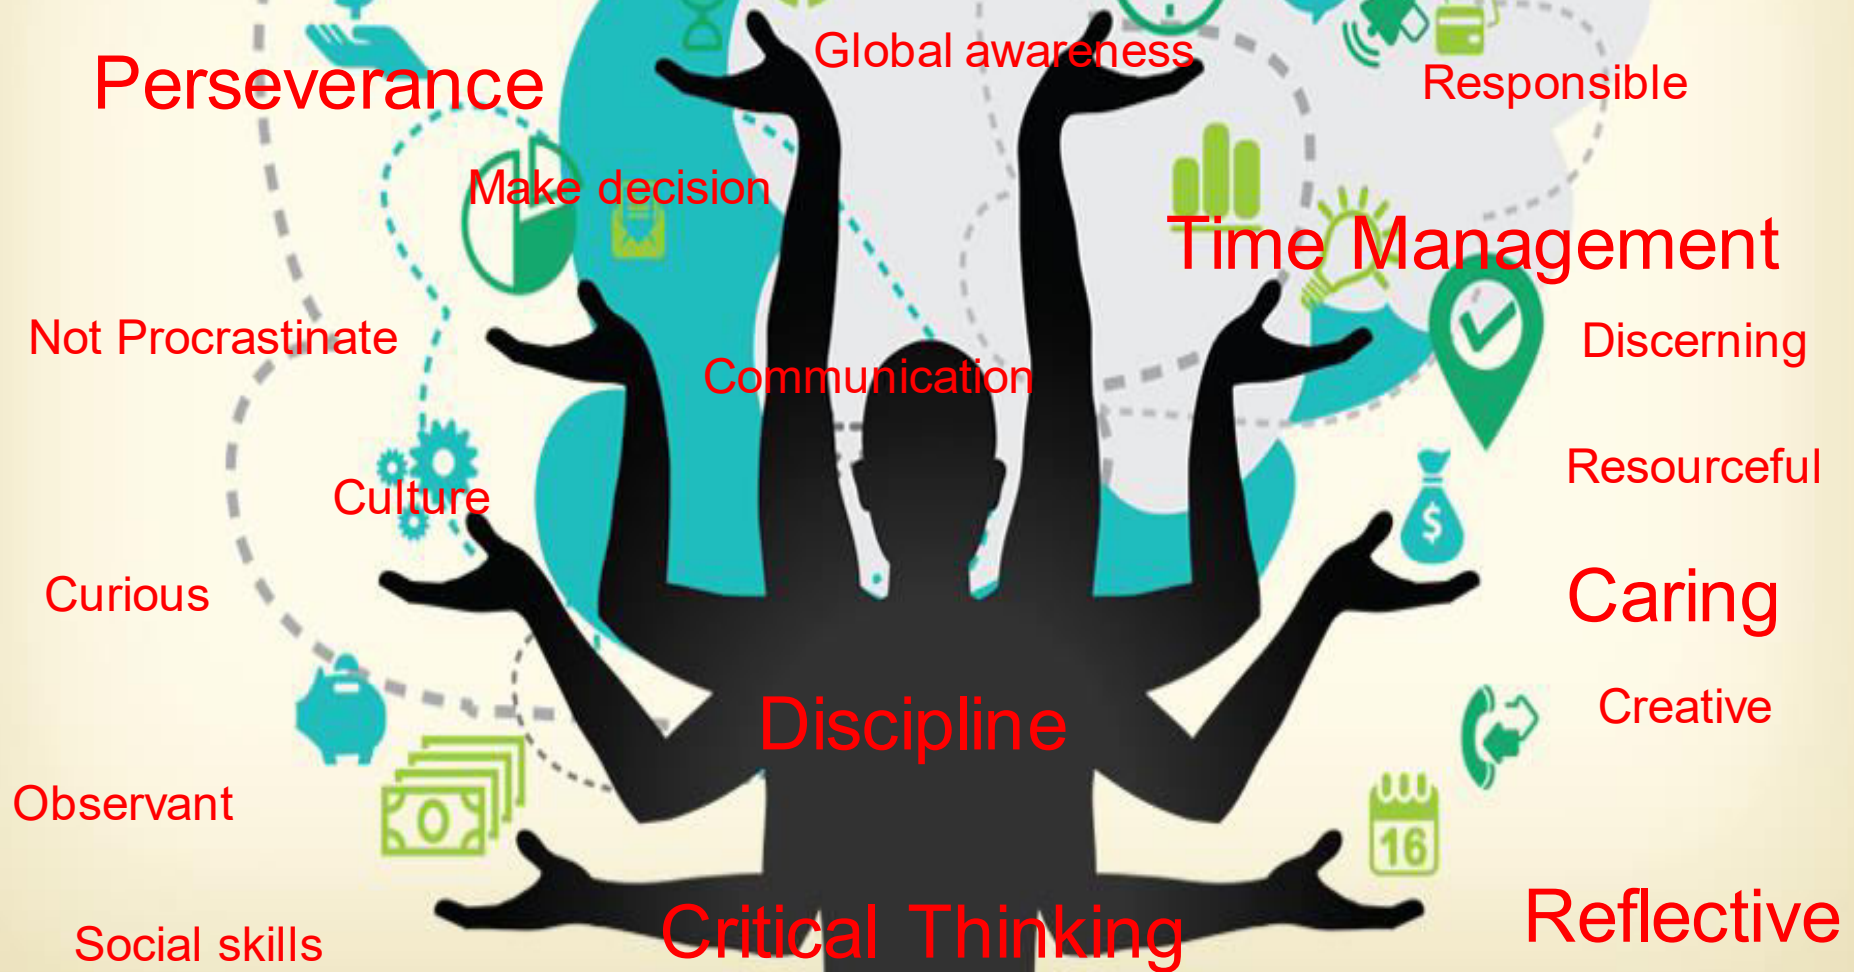 Global awareness
Perseverance
Responsible
Make decision
Time Management
Not Procrastinate
Discerning
Communication
Resourceful
Culture
$
Curious
Caring
Discipline
Creative
Observant
0
16
Critical Thinking
Reflective
Social skills